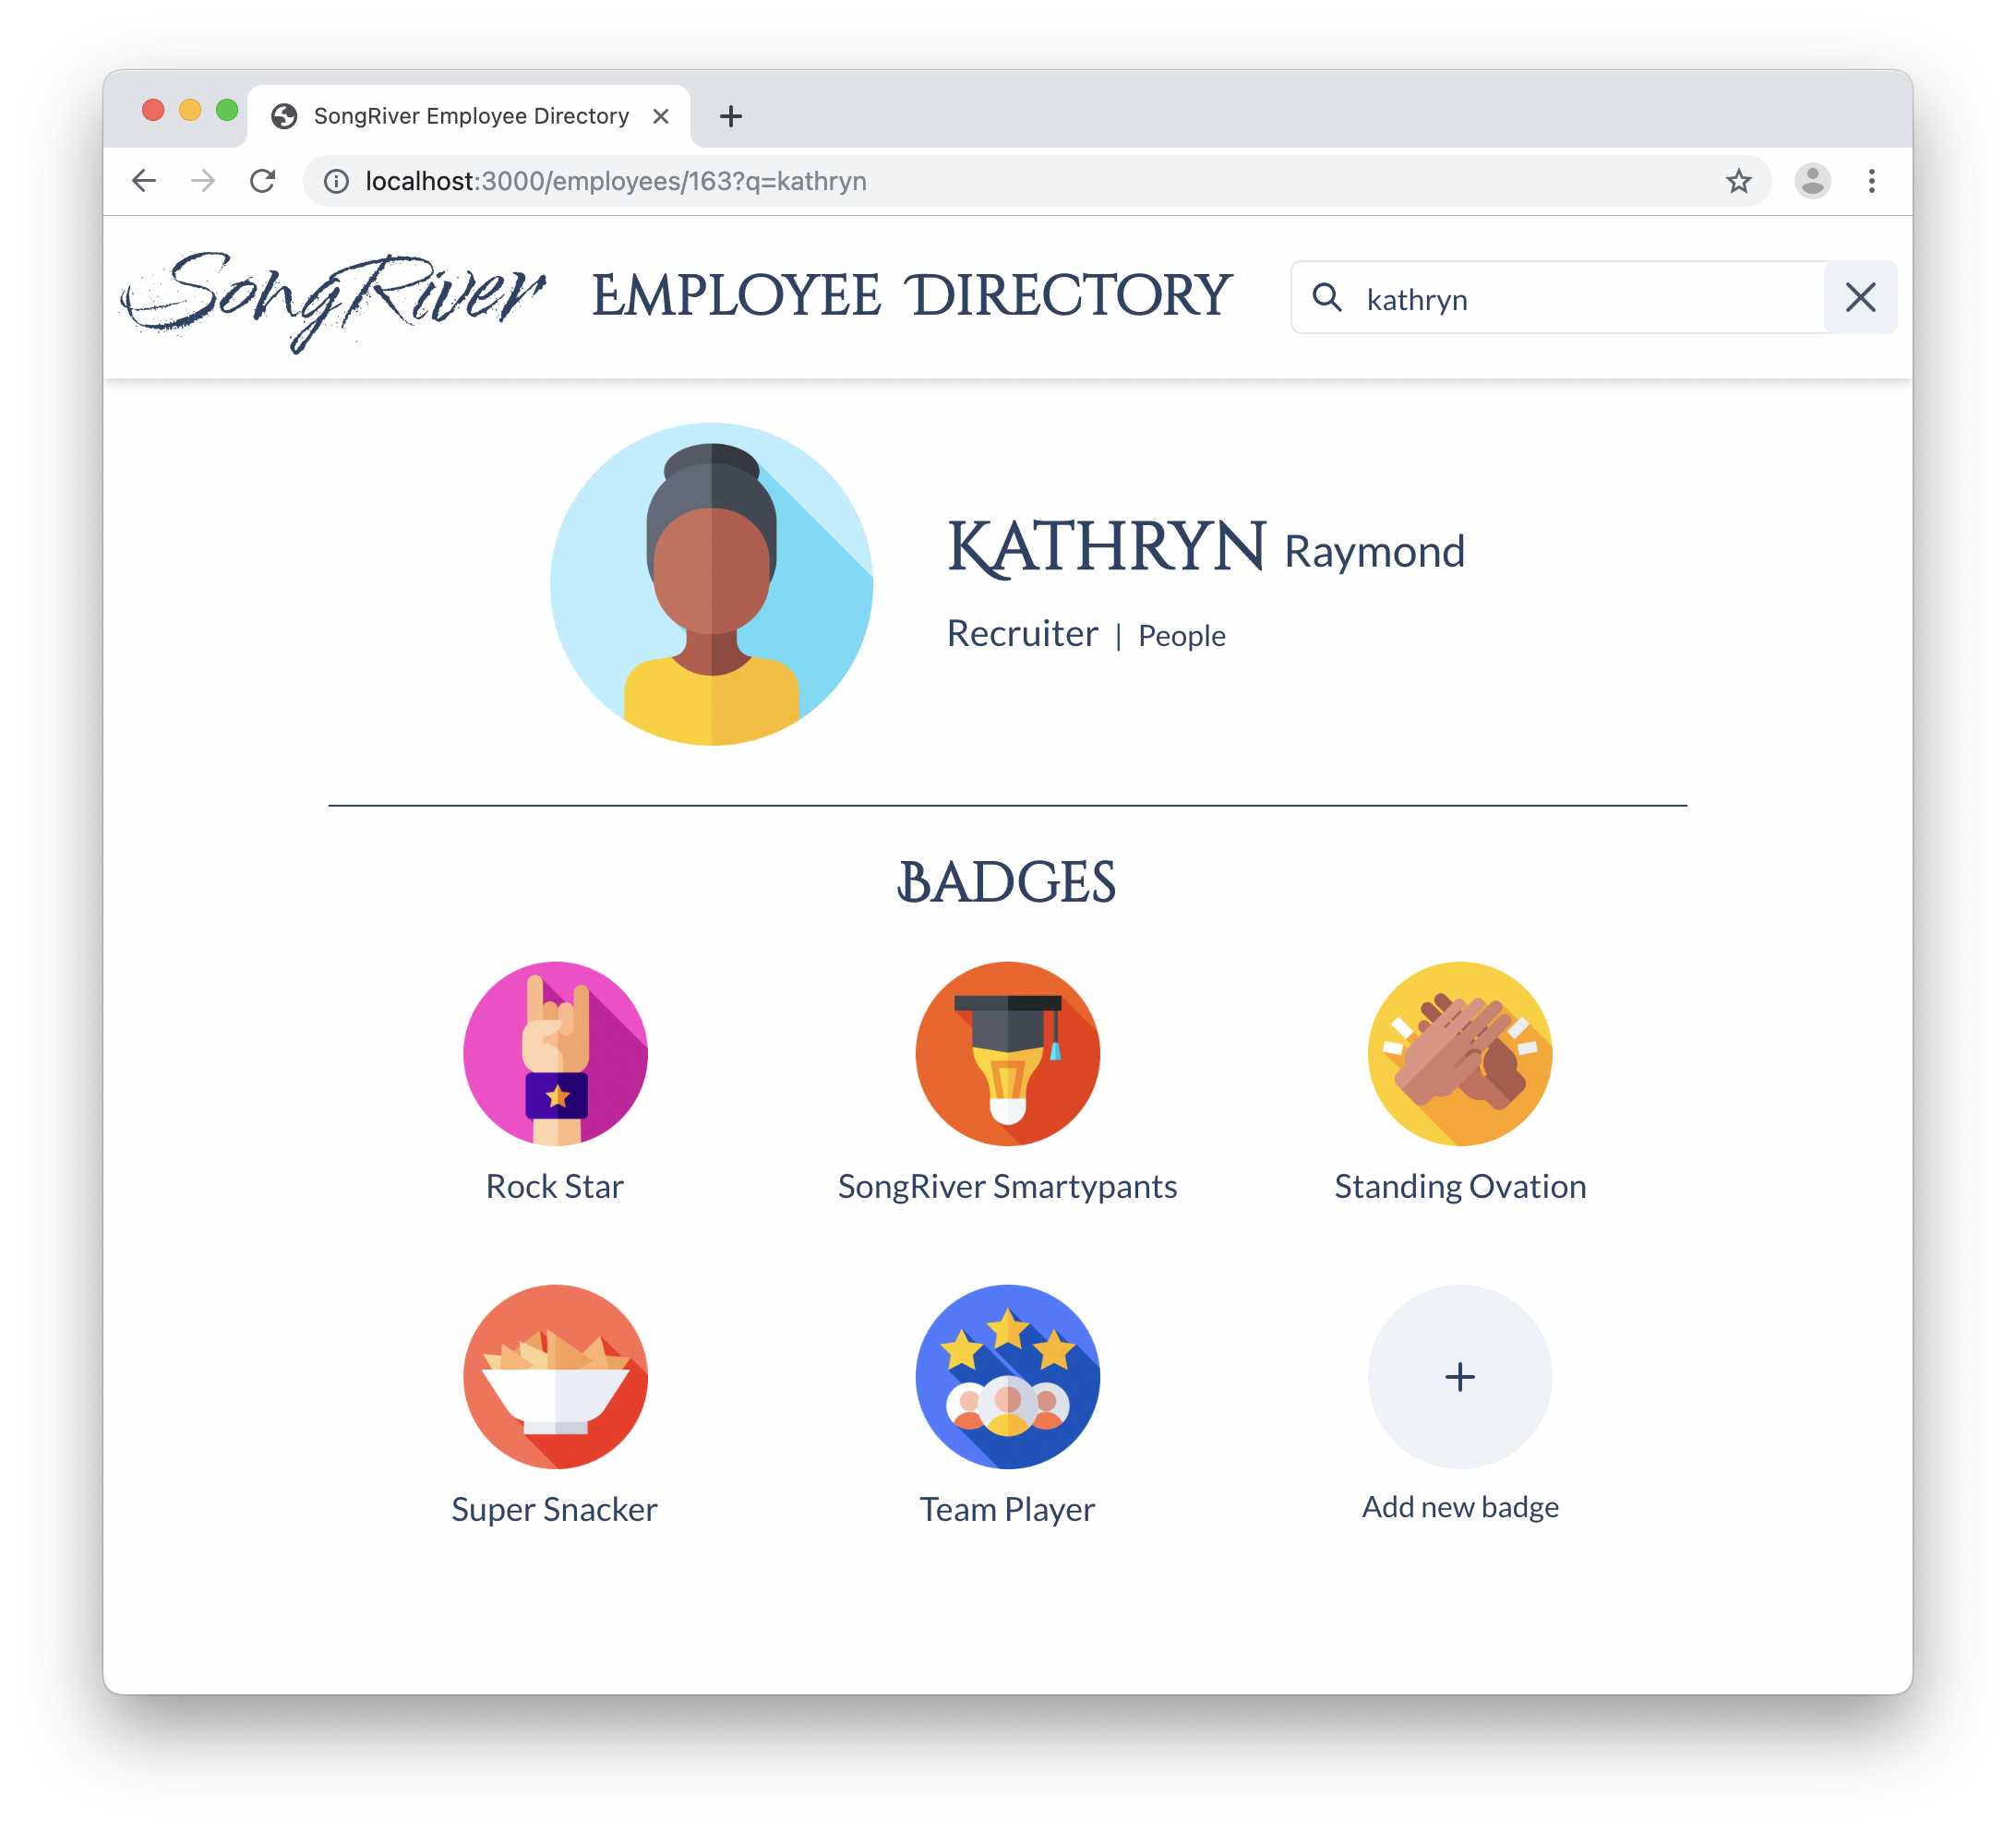 SongRiver Employee Directory
localhost:3000/employees/163?q=kathryn
SongRiver EMPLOYEE DIRECTORY kathryn
KATHRYN Raymond
Recruiter | People
BADGES
Rock Star
SongRiver Smartypants
Standing Ovation
Super Snacker
Team Player
Add new badge